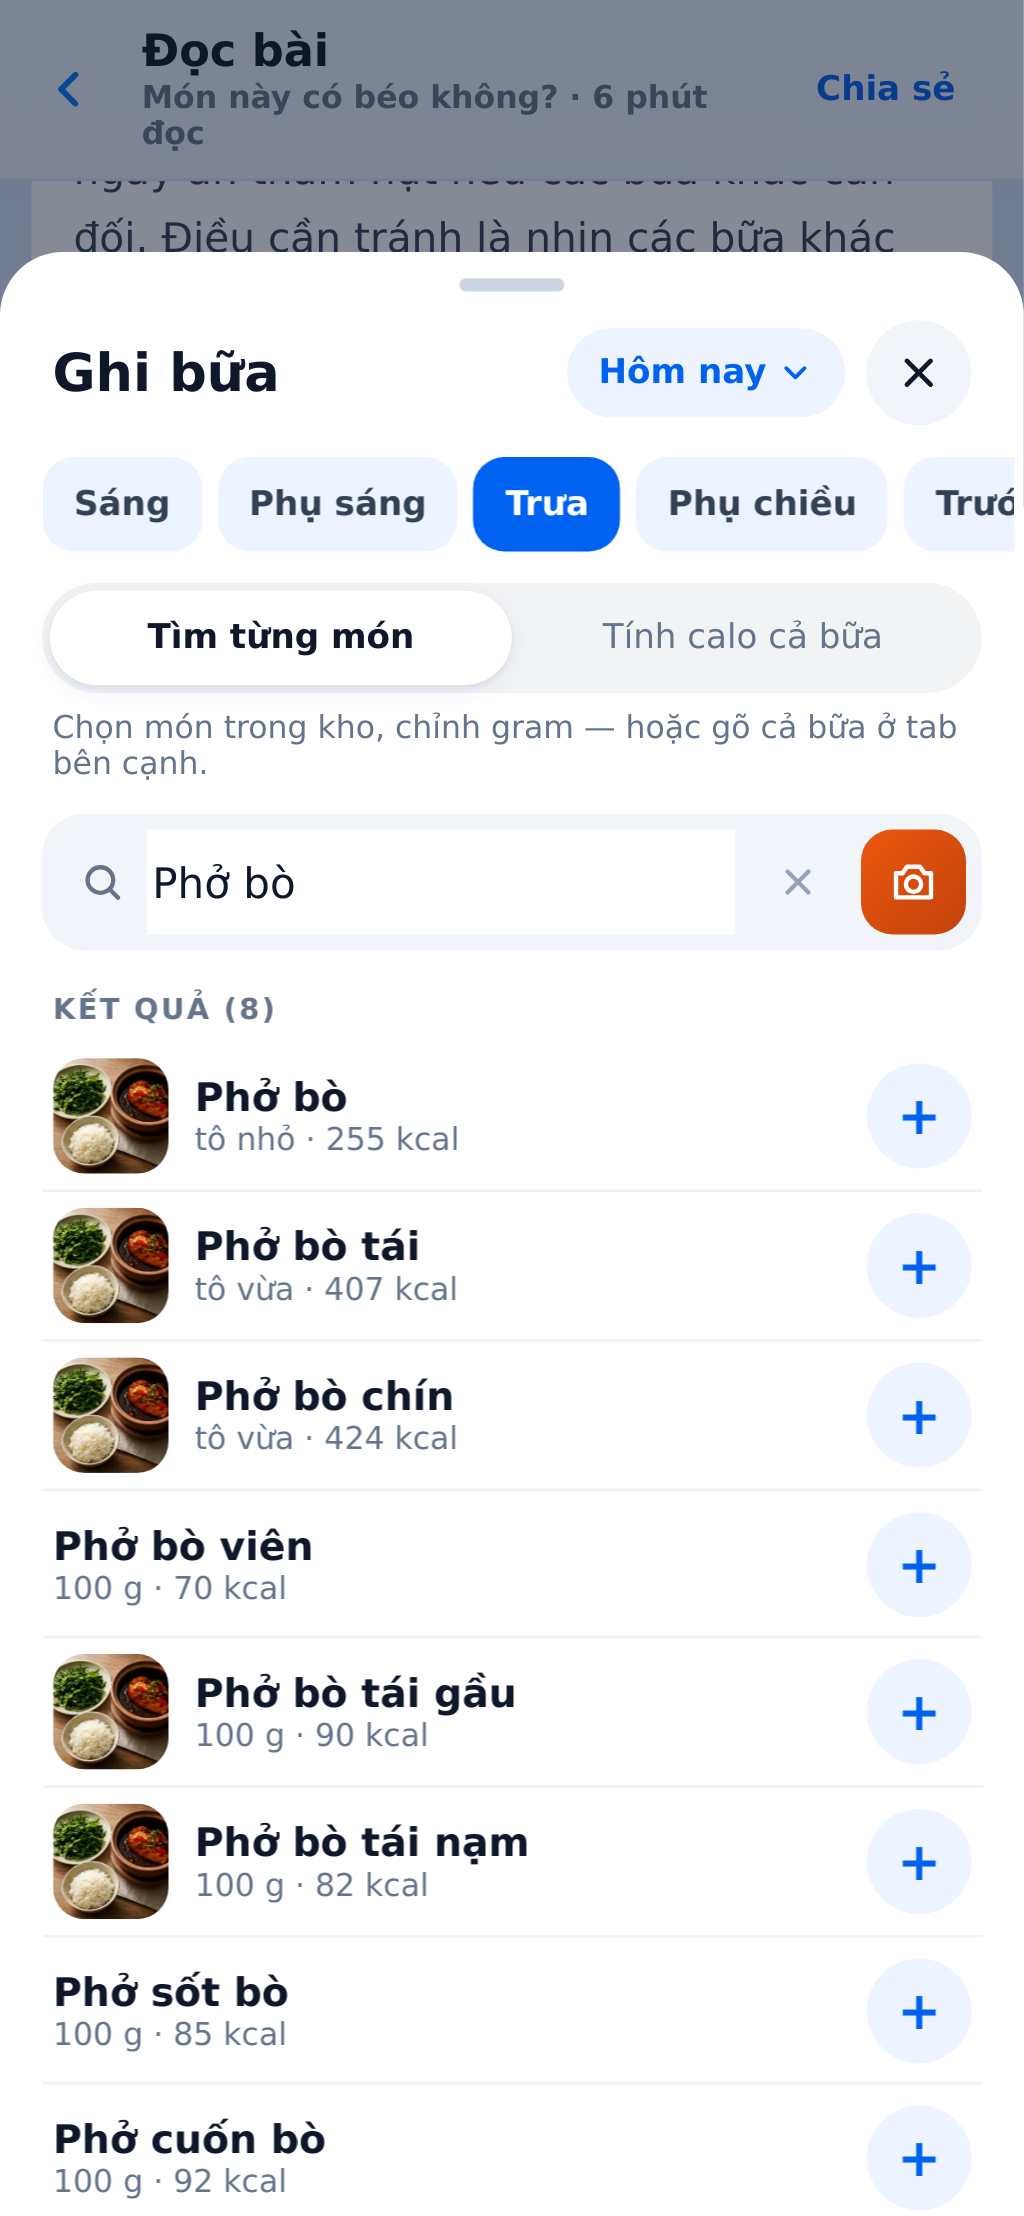 Đọc bài
Món này có béo không? · 6 phút
đọc
Chia sẻ
đối. Điều cần tránh là nhịn các bữa khác
Ghi bữa
Hôm nay
Sáng
Phụ sáng
Trưa
Phụ chiều
Trướ
Tìm từng món
Tính calo cả bữa
Chọn món trong kho, chỉnh gram — hoặc gõ cả bữa ở tab
bên cạnh.
Phở bò
KẾT QUẢ (8)
Phở bò
tô nhỏ · 255 kcal
Phở bò tái
tô vừa · 407 kcal
Phở bò chín
tô vừa · 424 kcal
Phở bò viên
100 g · 70 kcal
Phở bò tái gầu
100 g · 90 kcal
Phở bò tái nạm
100 g · 82 kcal
Phở sốt bò
100 g · 85 kcal
Phở cuốn bò
100 g · 92 kcal